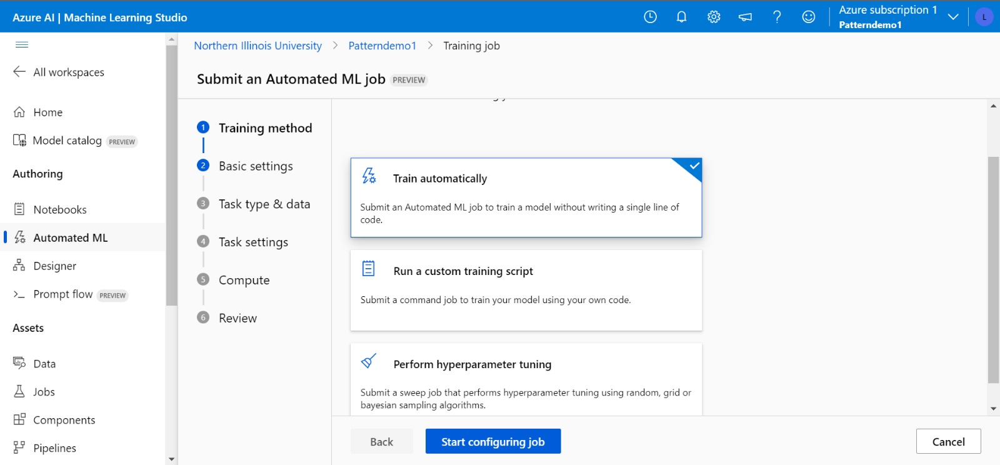 Azure AI | Machine Learning Studio
Azure subscription 1
Patterndemo1
L
All workspaces
Home
Model catalog PREVIEW
Authoring
Notebooks
Automated ML
Designer
Prompt flow PREVIEW
Assets
Data
Jobs
Components
Pipelines
Northern Illinois University > Patterndemo1 > Training job
Submit an Automated ML job PREVIEW
1 Training method
2 Basic settings
3 Task type & data
4 Task settings
5 Compute
6 Review
Train automatically
Submit an Automated ML job to train a model without writing a single line of
code.
Run a custom training script
Submit a command job to train your model using your own code.
Perform hyperparameter tuning
Submit a sweep job that performs hyperparameter tuning using random, grid or
bayesian sampling algorithms.
Back
Start configuring job
Cancel